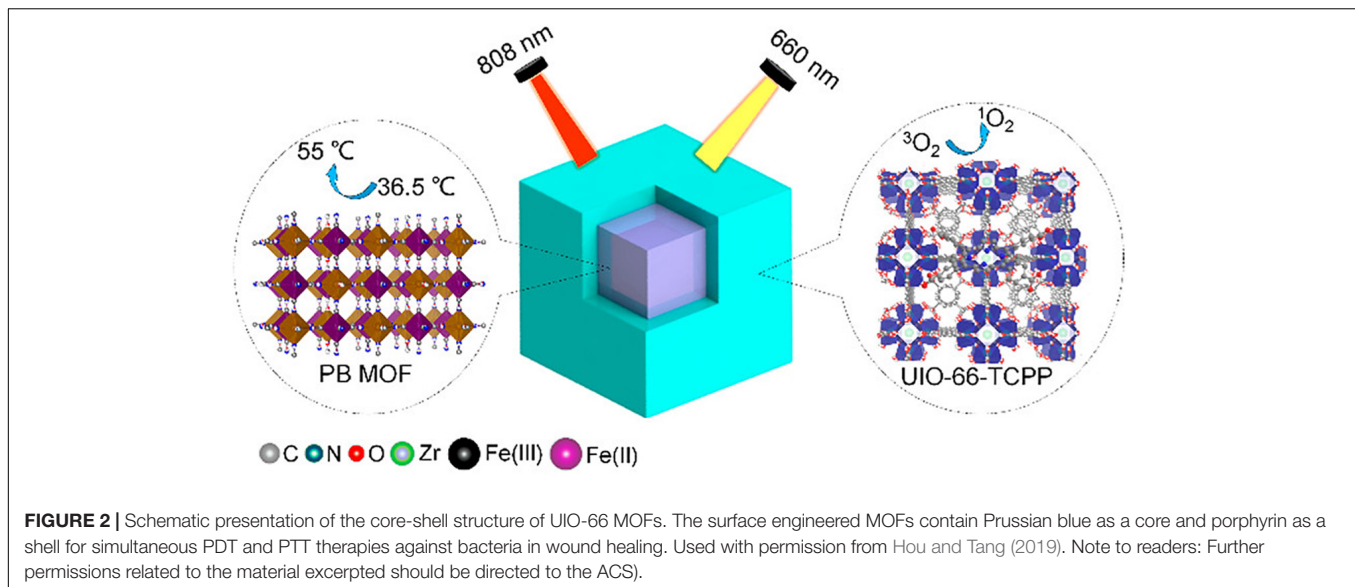 808 nm
660 nm
55 ℃
36.5 ℃
PB MOF
³O₂
¹O₂
UIO-66-TCPP
C N O Zr Fe(III) Fe(II)
FIGURE 2 | Schematic presentation of the core-shell structure of UIO-66 MOFs. The surface engineered MOFs contain Prussian blue as a core and porphyrin as a
shell for simultaneous PDT and PTT therapies against bacteria in wound healing. Used with permission from Hou and Tang (2019). Note to readers: Further
permissions related to the material excerpted should be directed to the ACS).